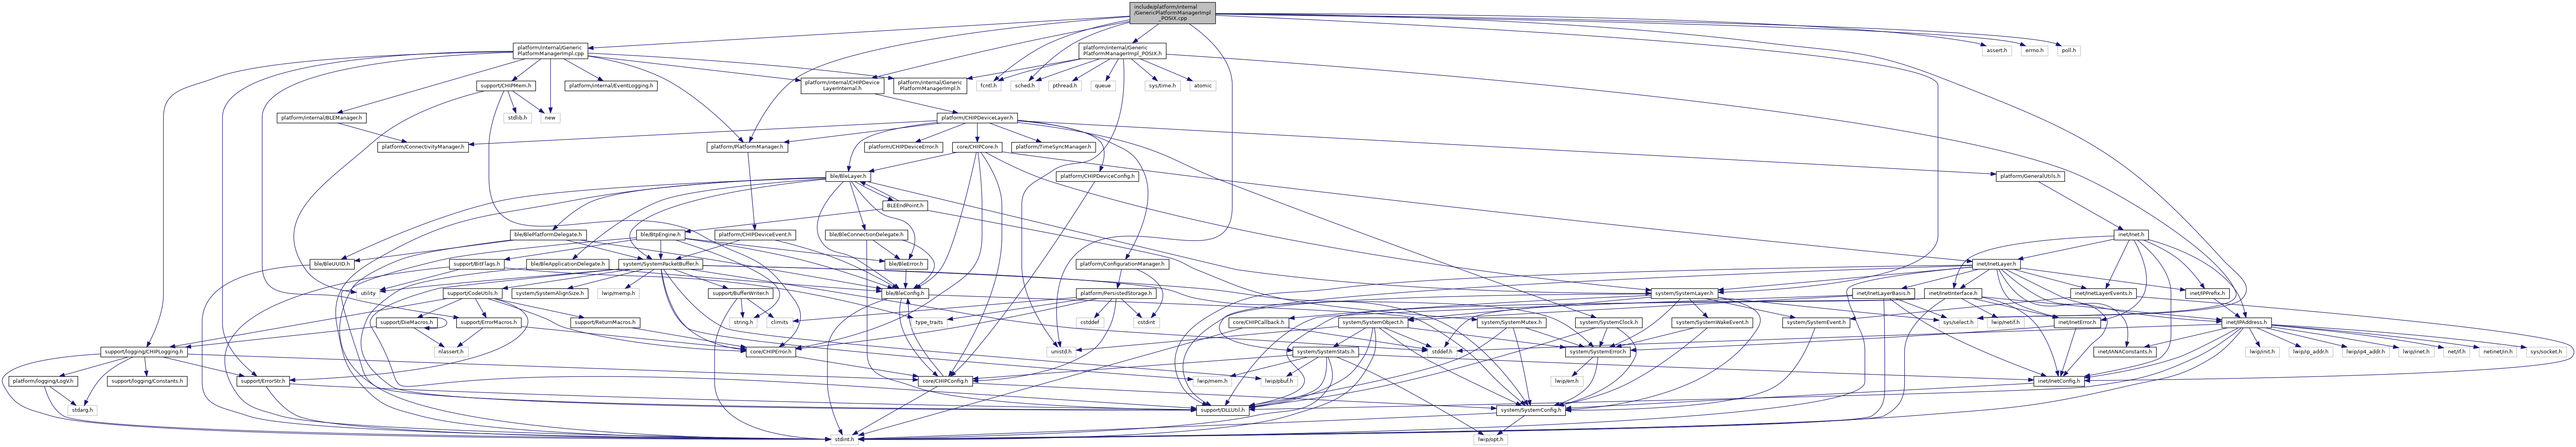 include/platform/internal
/GenericPlatformManagerImpl
_POSIX.cpp
platform/internal/Generic
PlatformManagerImpl.cpp
platform/internal/Generic
PlatformManagerImpl_POSIX.h
assert.h
errno.h
poll.h
support/CHIPMem.h
platform/internal/EventLogging.h
platform/internal/CHIPDevice
LayerInternal.h
platform/internal/Generic
PlatformManagerImpl.h
fcntl.h
sched.h
pthread.h
queue
sys/time.h
atomic
platform/internal/BLEManager.h
stdlib.h
new
platform/CHIPDeviceLayer.h
platform/ConnectivityManager.h
platform/PlatformManager.h
platform/CHIPDeviceError.h
core/CHIPCore.h
platform/TimeSyncManager.h
ble/BleLayer.h
platform/CHIPDeviceConfig.h
platform/GeneralUtils.h
BLEEndPoint.h
ble/BlePlatformDelegate.h
ble/BtpEngine.h
platform/CHIPDeviceEvent.h
ble/BleConnectionDelegate.h
inet/Inet.h
ble/BleUUID.h
support/BitFlags.h
ble/BleApplicationDelegate.h
system/SystemPacketBuffer.h
ble/BleError.h
platform/ConfigurationManager.h
inet/InetLayer.h
utility
support/CodeUtils.h
system/SystemAlignSize.h
lwip/memp.h
support/BufferWriter.h
ble/BleConfig.h
platform/PersistedStorage.h
system/SystemLayer.h
inet/InetLayerBasis.h
inet/InetInterface.h
inet/InetLayerEvents.h
inet/IPPrefix.h
support/DieMacros.h
support/ErrorMacros.h
support/ReturnMacros.h
string.h
climits
type_traits
cstddef
cstdint
core/CHIPCallback.h
system/SystemObject.h
system/SystemMutex.h
system/SystemClock.h
system/SystemWakeEvent.h
system/SystemEvent.h
sys/select.h
lwip/netif.h
inet/InetError.h
inet/IPAddress.h
support/logging/CHIPLogging.h
nlassert.h
core/CHIPError.h
unistd.h
system/SystemStats.h
stddef.h
system/SystemError.h
inet/IANAConstants.h
lwip/init.h
lwip/ip_addr.h
lwip/ip4_addr.h
lwip/inet.h
net/if.h
netinet/in.h
sys/socket.h
platform/logging/LogV.h
support/logging/Constants.h
support/ErrorStr.h
core/CHIPConfig.h
lwip/mem.h
lwip/pbuf.h
lwip/err.h
inet/InetConfig.h
stdarg.h
support/DLLUtil.h
system/SystemConfig.h
stdint.h
lwip/opt.h